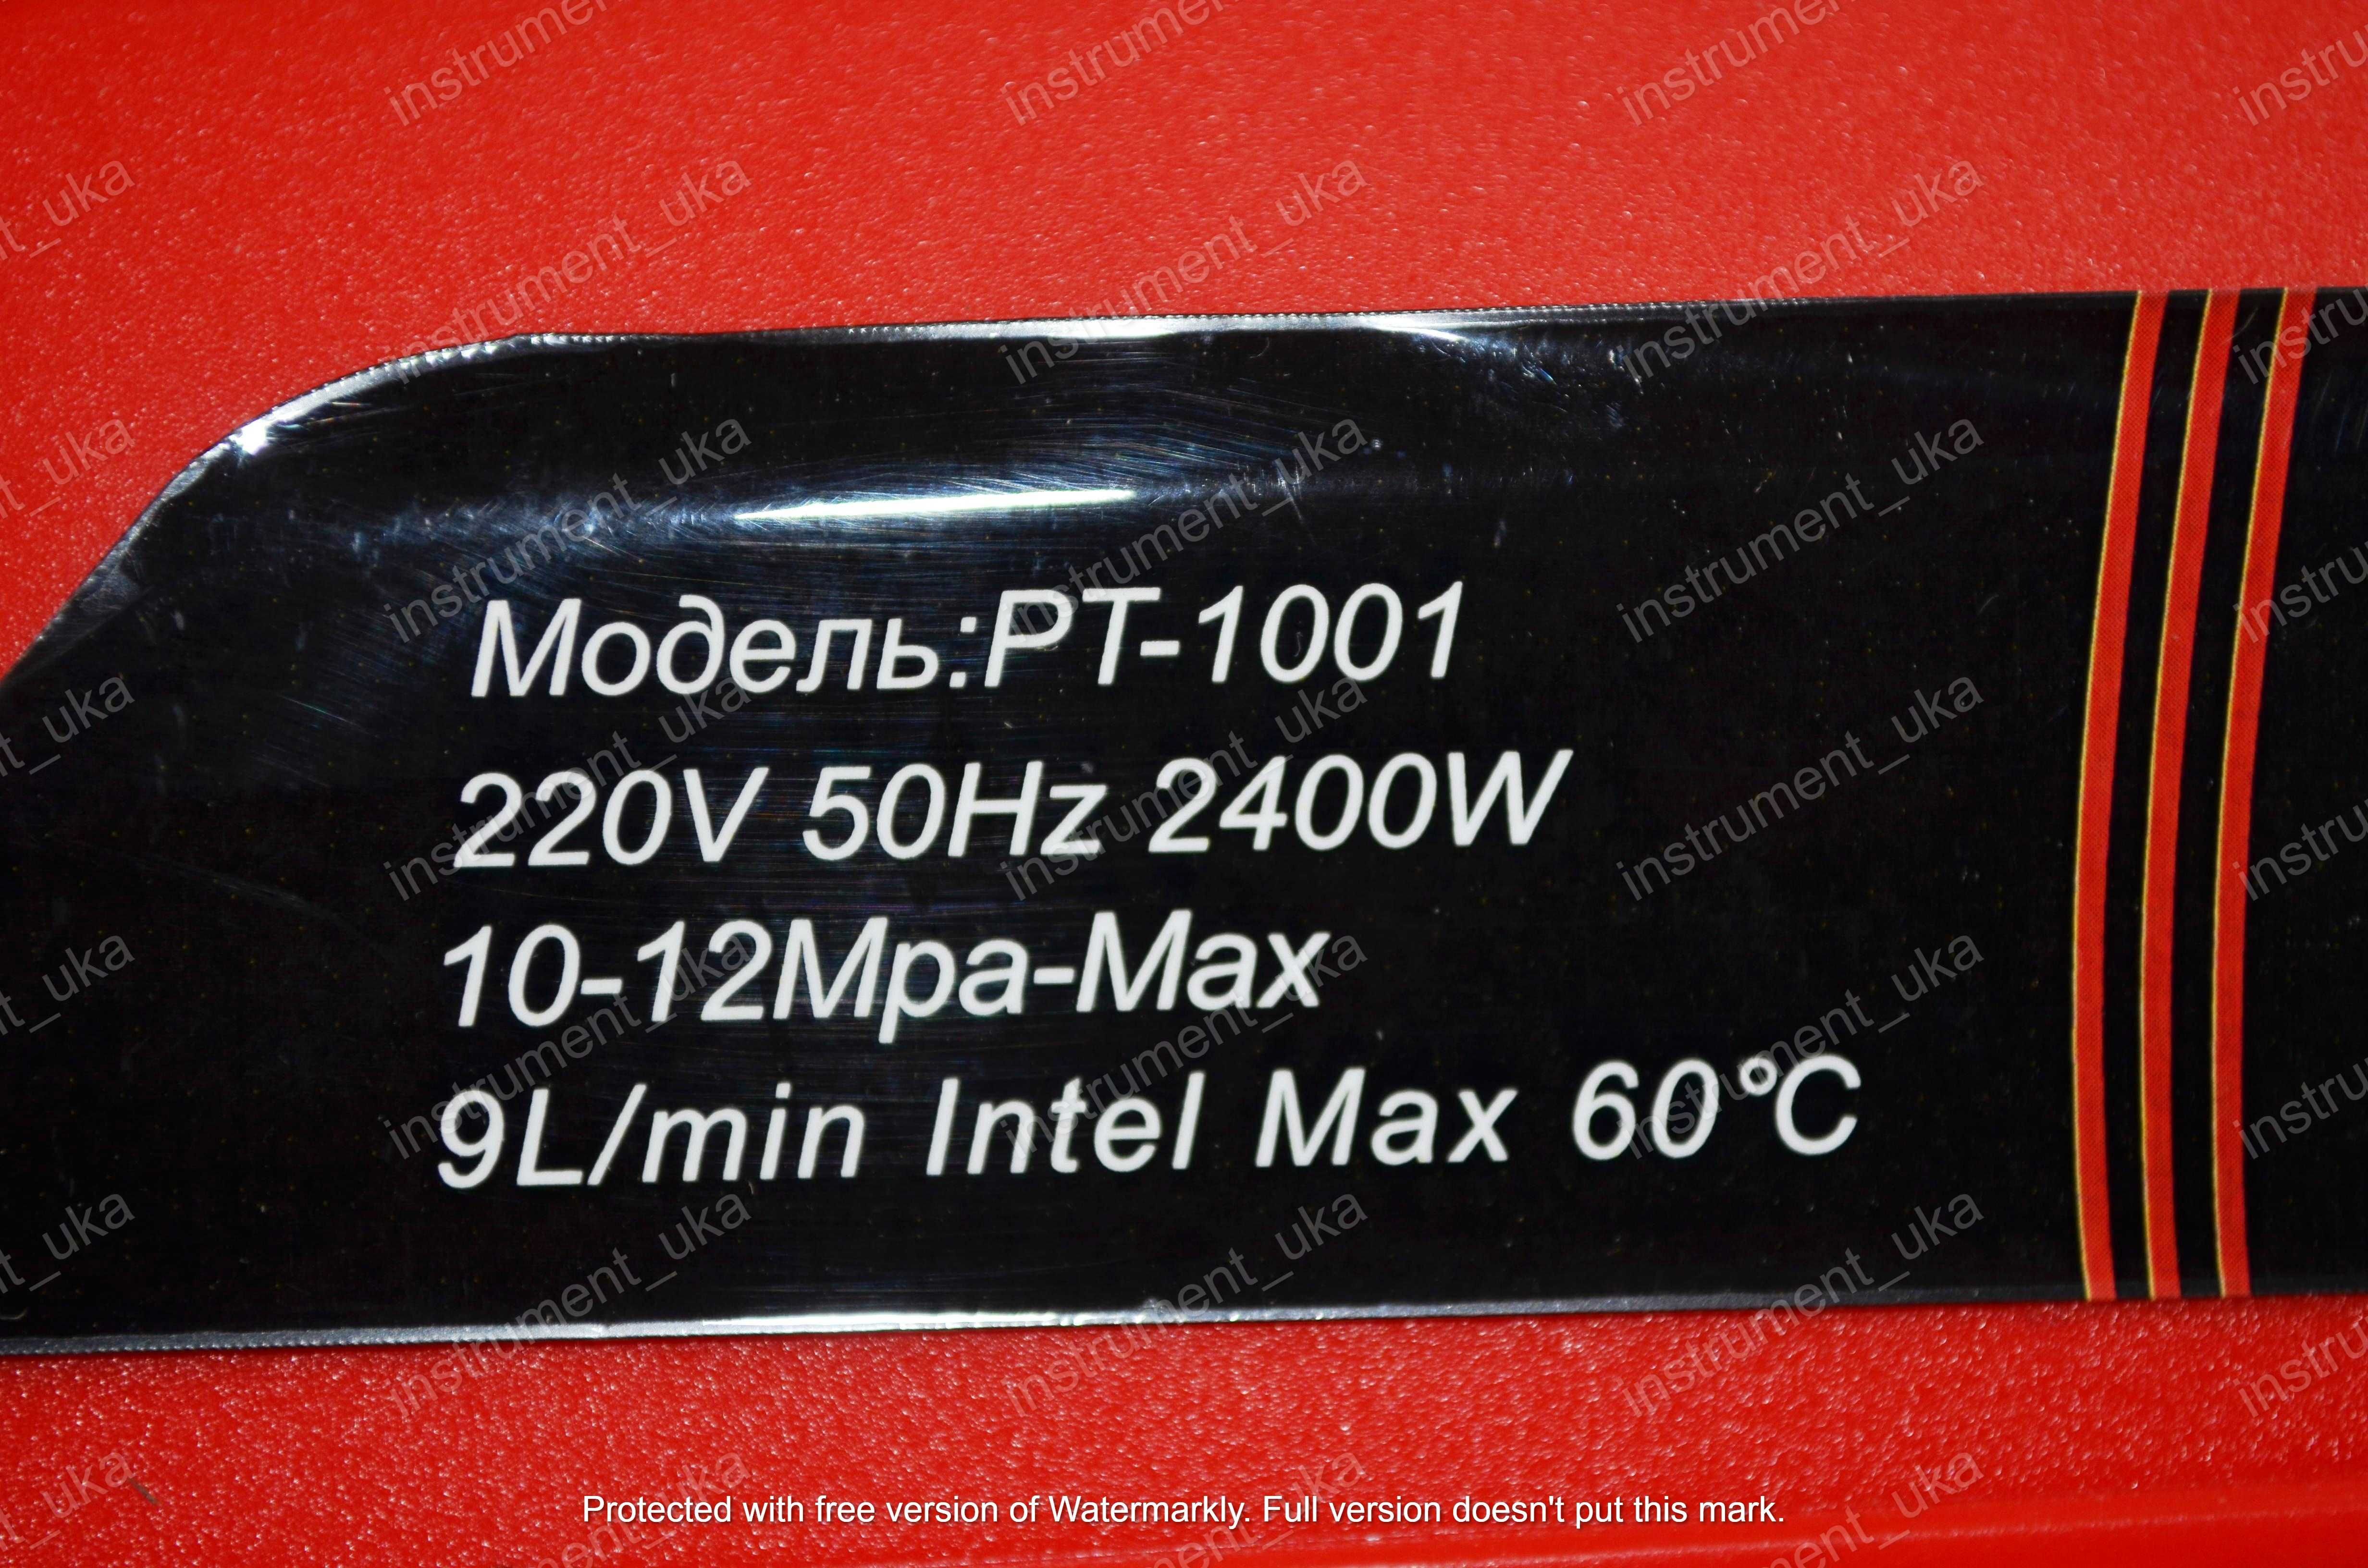 Модель:PT-1001
220V 50Hz 2400W
10-12Mpa-Max
9L/min Intel Max 60°C
instrument_uka
Protected with free version of Watermarkly. Full version doesn't put this mark.